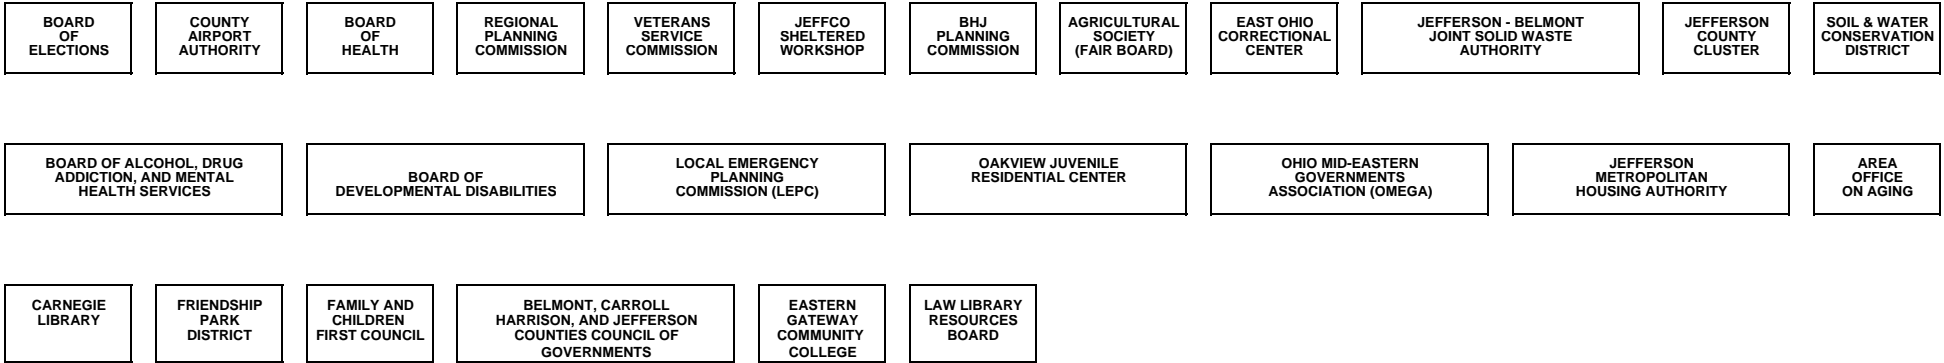 BOARD
OF
ELECTIONS
COUNTY
AIRPORT
AUTHORITY
BOARD
OF
HEALTH
REGIONAL
PLANNING
COMMISSION
VETERANS
SERVICE
COMMISSION
JEFFCO
SHELTERED
WORKSHOP
BHJ
PLANNING
COMMISSION
AGRICULTURAL
SOCIETY
(FAIR BOARD)
EAST OHIO
CORRECTIONAL
CENTER
JEFFERSON - BELMONT
JOINT SOLID WASTE
AUTHORITY
JEFFERSON
COUNTY
CLUSTER
SOIL & WATER
CONSERVATION
DISTRICT
BOARD OF ALCOHOL, DRUG
ADDICTION, AND MENTAL
HEALTH SERVICES
BOARD OF
DEVELOPMENTAL DISABILITIES
LOCAL EMERGENCY
PLANNING
COMMISSION (LEPC)
OAKVIEW JUVENILE
RESIDENTIAL CENTER
OHIO MID-EASTERN
GOVERNMENTS
ASSOCIATION (OMEGA)
JEFFERSON
METROPOLITAN
HOUSING AUTHORITY
AREA
OFFICE
ON AGING
CARNEGIE
LIBRARY
FRIENDSHIP
PARK
DISTRICT
FAMILY AND
CHILDREN
FIRST COUNCIL
BELMONT, CARROLL
HARRISON, AND JEFFERSON
COUNTIES COUNCIL OF
GOVERNMENTS
EASTERN
GATEWAY
COMMUNITY
COLLEGE
LAW LIBRARY
RESOURCES
BOARD